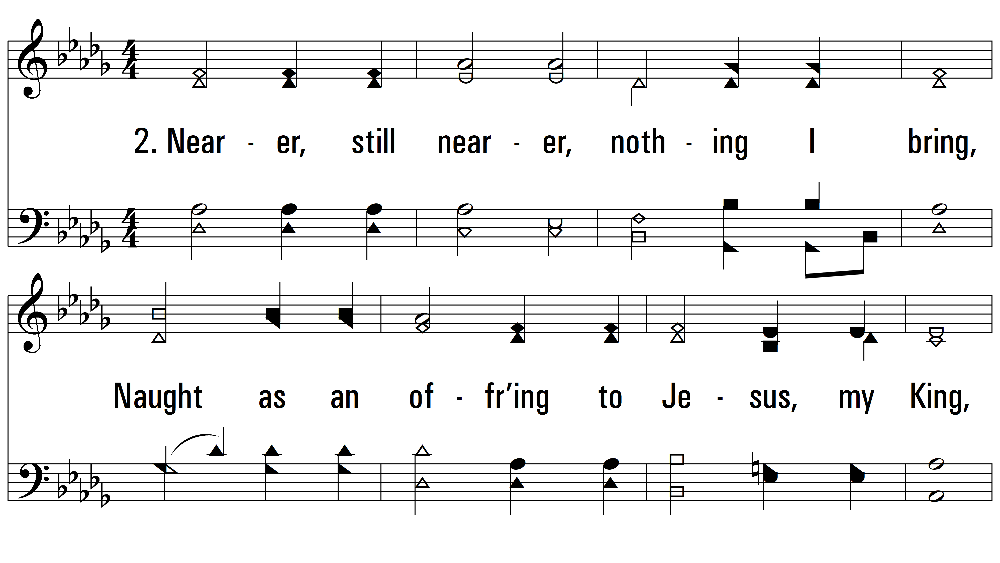 2. Near - er, still near - er, noth - ing I bring,
Naught as an of - fr’ing to Je - sus, my King,